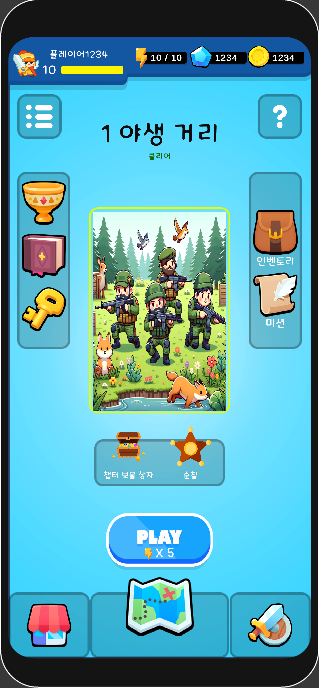 플레이어1234
10
10 / 10
1234
1234
1 야생 거리
클리어
인벤토리
미션
챕터 보물 상자
순찰
PLAY
X 5